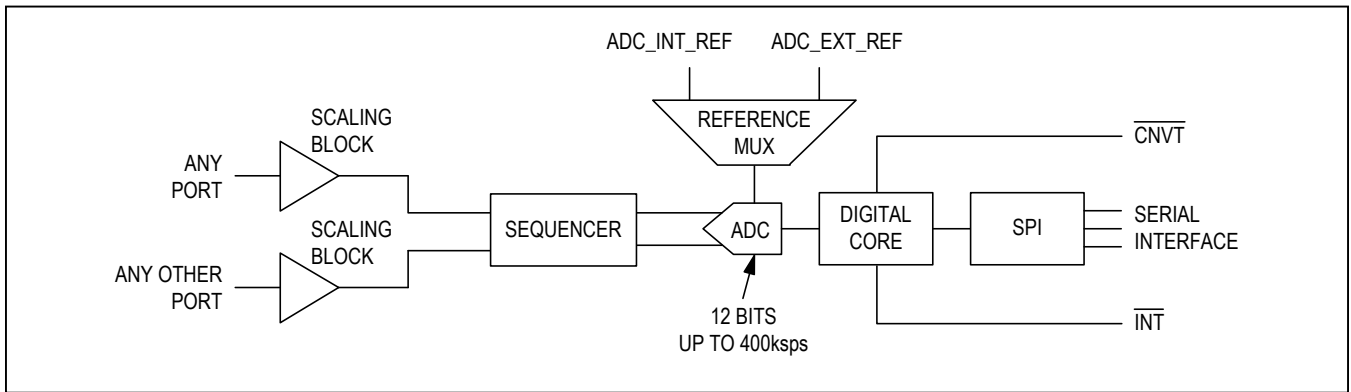 ADC_INT_REF
ADC_EXT_REF
REFERENCE
MUX
SCALING
BLOCK
ANY
PORT
SCALING
BLOCK
ANY OTHER
PORT
SEQUENCER
ADC
12 BITS
UP TO 400ksps
DIGITAL
CORE
SPI
CNVT
SERIAL
INTERFACE
INT